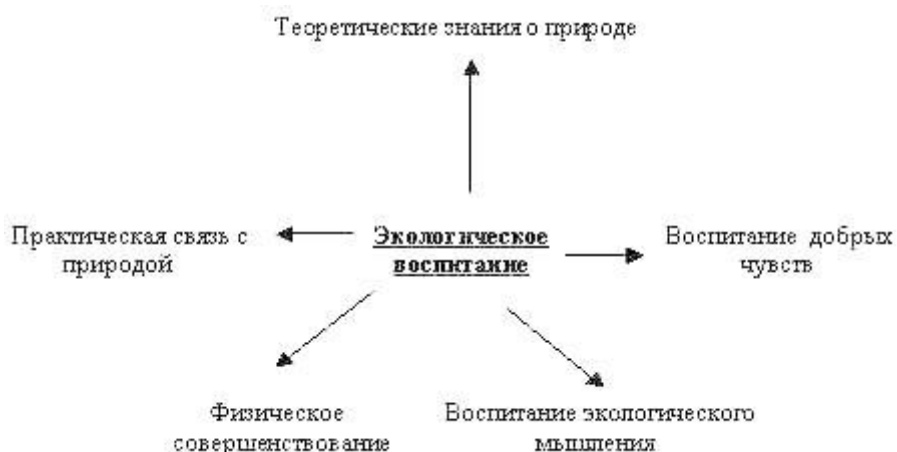 Теоретические знания о природе
Практическая связь с
природой
Экологическое
воспитание
Воспитание добрых
чувств
Физическое
совершенствование
Воспитание экологического
мышления